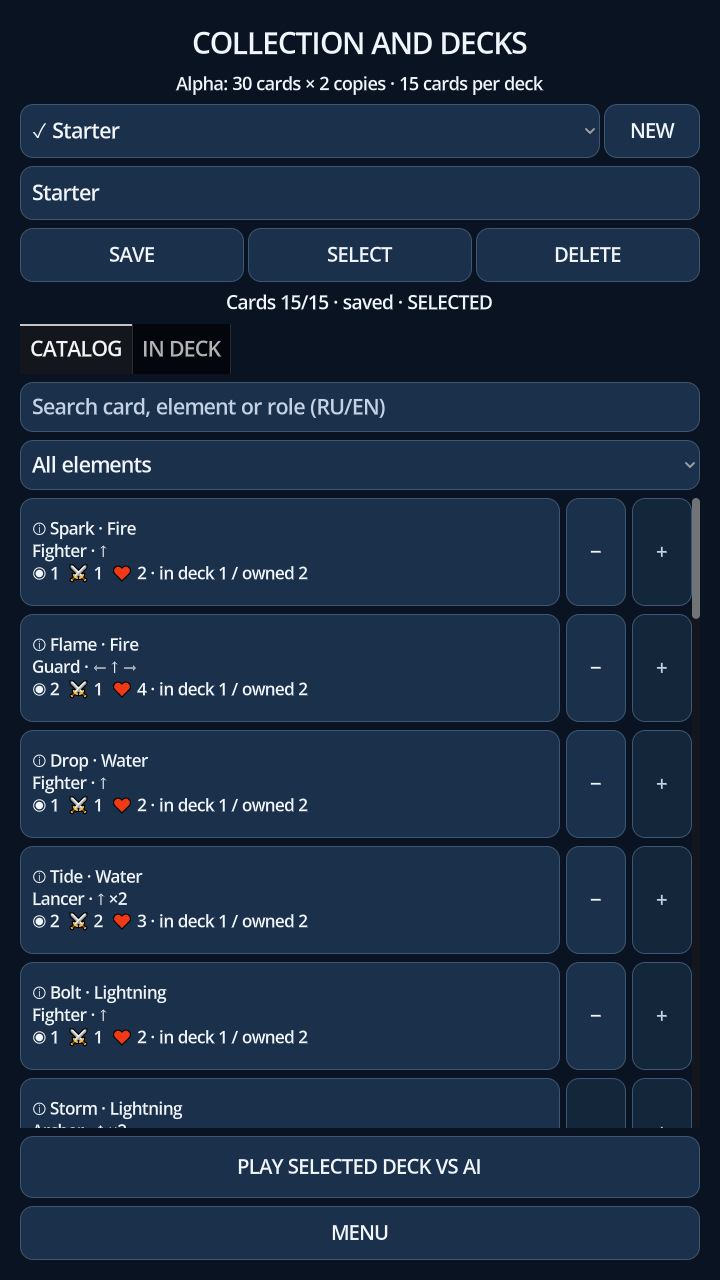 COLLECTION AND DECKS
Alpha: 30 cards × 2 copies · 15 cards per deck
✓ Starter
NEW
Starter
SAVE
SELECT
DELETE
Cards 15/15 · saved · SELECTED
CATALOG
IN DECK
Search card, element or role (RU/EN)
All elements
ⓘ Spark · Fire
Fighter · ↑
◉ 1 ⚔ 1 ❤ 2 · in deck 1 / owned 2
−
+
ⓘ Flame · Fire
Guard · ← ↑ →
◉ 2 ⚔ 1 ❤ 4 · in deck 1 / owned 2
−
+
ⓘ Drop · Water
Fighter · ↑
◉ 1 ⚔ 1 ❤ 2 · in deck 1 / owned 2
−
+
ⓘ Tide · Water
Lancer · ↑ ×2
◉ 2 ⚔ 2 ❤ 3 · in deck 1 / owned 2
−
+
ⓘ Bolt · Lightning
Fighter · ↑
◉ 1 ⚔ 1 ❤ 2 · in deck 1 / owned 2
−
+
ⓘ Storm · Lightning
PLAY SELECTED DECK VS AI
MENU